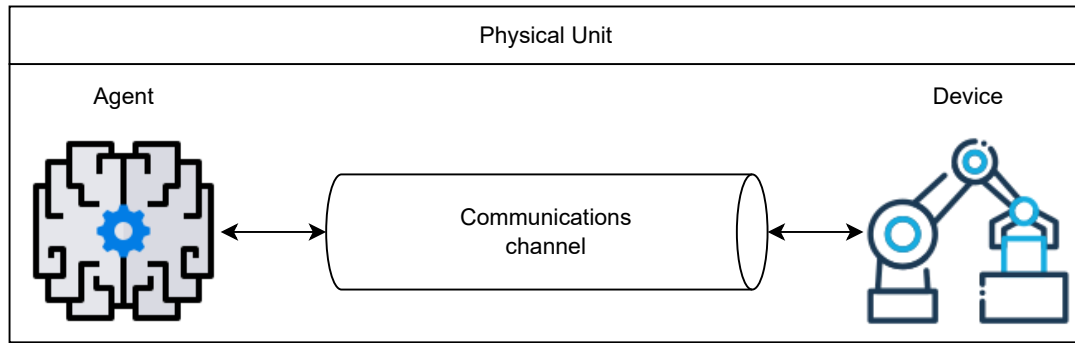 Physical Unit
Agent
Device
Communications
channel